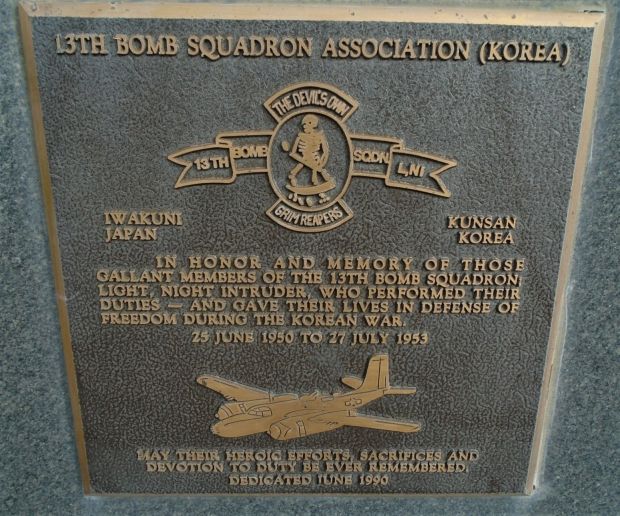 13TH BOMB SQUADRON ASSOCIATION (KOREA)
THE DEVIL'S OWN
13TH BOMB SQDN L,NI
GRIM REAPERS
IWAKUNI
JAPAN
KUNSAN
KOREA
IN HONOR AND MEMORY OF THOSE
GALLANT MEMBERS OF THE 13TH BOMB SQUADRON,
LIGHT, NIGHT INTRUDER, WHO PERFORMED THEIR
DUTIES — AND GAVE THEIR LIVES IN DEFENSE OF
FREEDOM DURING THE KOREAN WAR.
25 JUNE 1950 TO 27 JULY 1953
MAY THEIR HEROIC EFFORTS, SACRIFICES AND
DEVOTION TO DUTY BE EVER REMEMBERED.
DEDICATED JUNE 1990